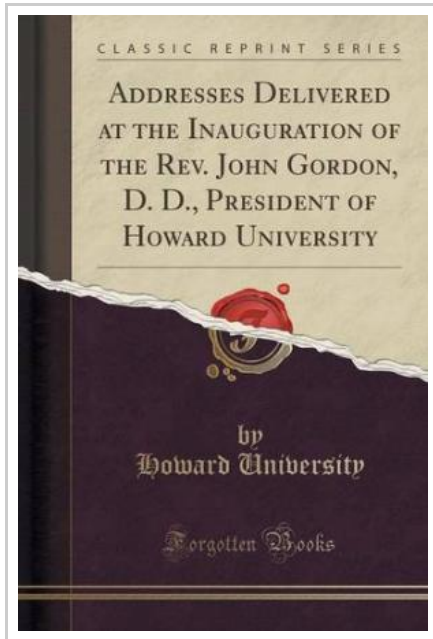 CLASSIC REPRINT SERIES
ADDRESSES DELIVERED
AT THE INAUGURATION OF
THE REV. JOHN GORDON,
D. D., PRESIDENT OF
HOWARD UNIVERSITY
by
Howard University
Forgotten Books